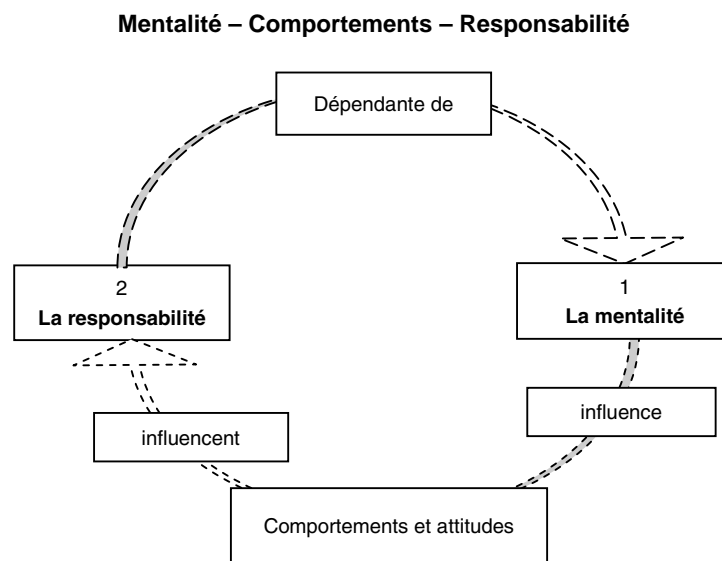 Mentalité – Comportements – Responsabilité
Dépendante de
2
La responsabilité
1
La mentalité
influencent
influence
Comportements et attitudes